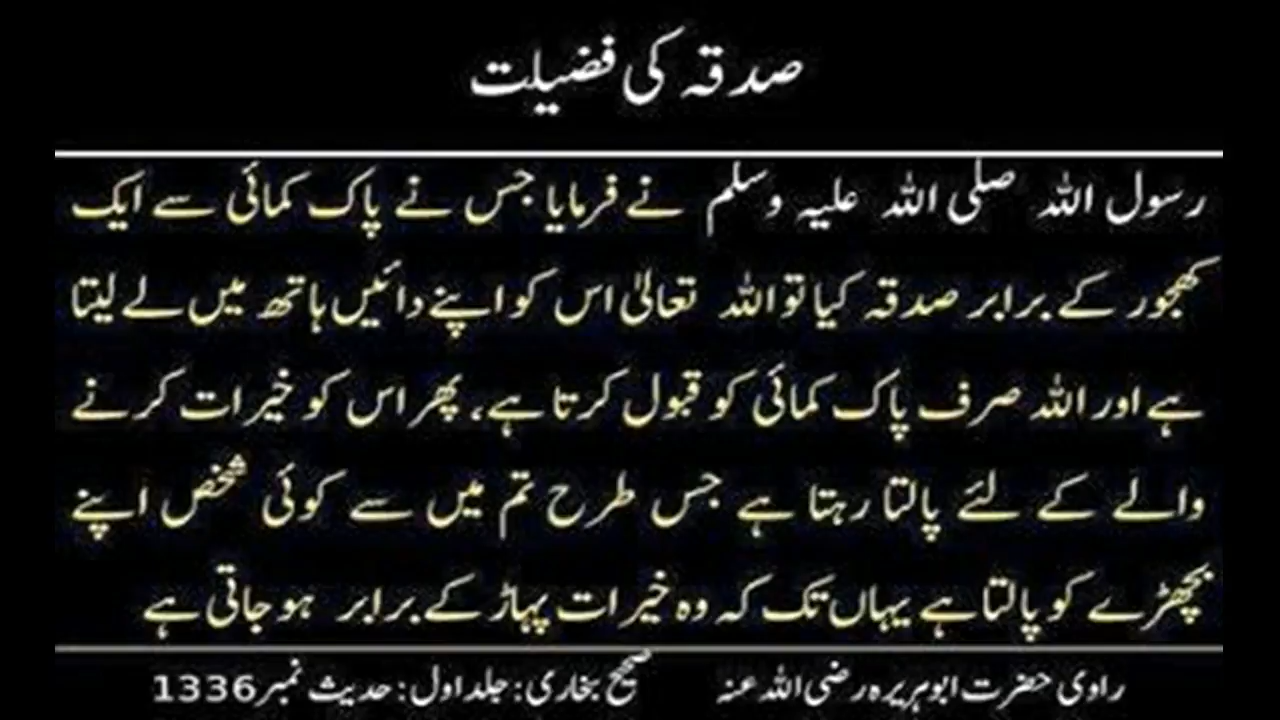 صدقہ کی فضیلت
رسول اللہ صلی اللہ علیہ وسلم نے فرمایا جس نے پاک کمائی سے ایک
کھجور کے برابر صدقہ کیا تو اللہ تعالیٰ اس کو اپنے دائیں ہاتھ میں لے لیتا
ہے اور اللہ صرف پاک کمائی کو قبول کرتا ہے، پھر اس کو خیرات کرنے
والے کے لئے پالتا رہتا ہے جس طرح تم میں سے کوئی شخص اپنے
بچھڑے کو پالتا ہے یہاں تک کہ وہ خیرات پہاڑ کے برابر ہو جاتی ہے
راوی حضرت ابوہریرہ رضی اللہ عنہ صحیح بخاری: جلد اول: حدیث نمبر 1336